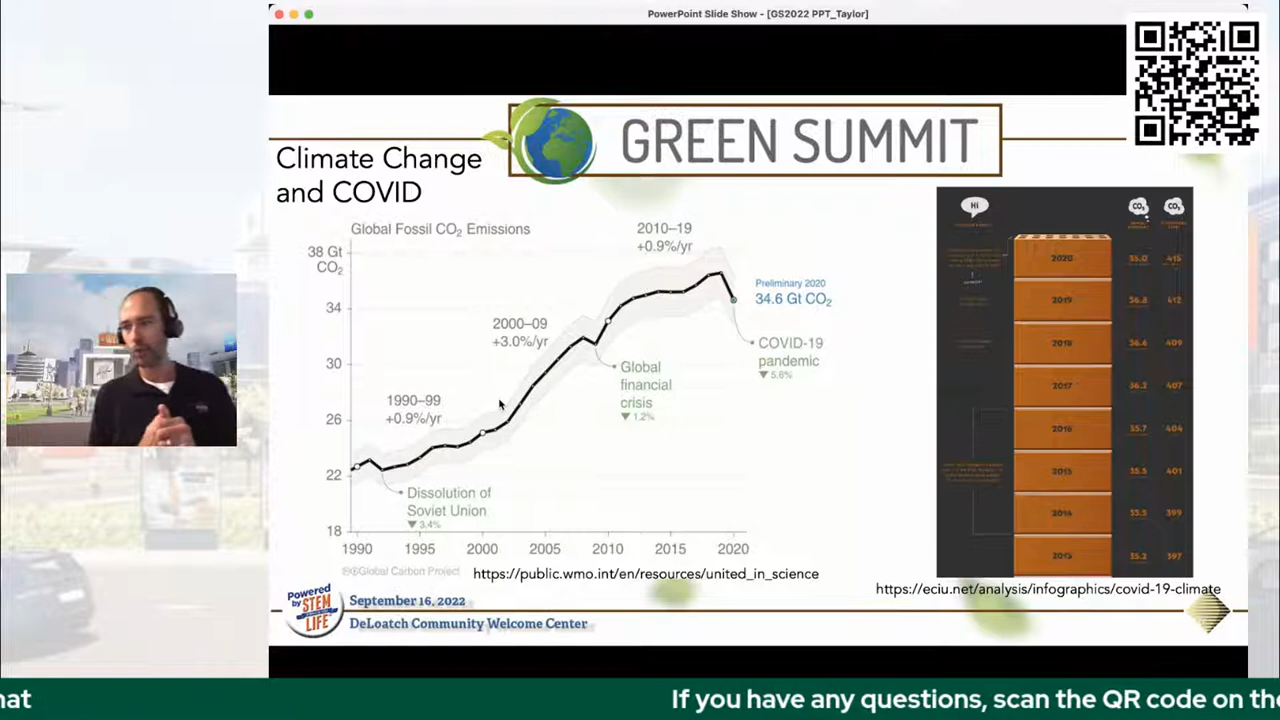 PowerPoint Slide Show - [GS2022 PPT_Taylor]
GREEN SUMMIT
Climate Change
and COVID
Global Fossil CO₂ Emissions
38 Gt
CO₂
34
30
26
22
18
1990
1995
2000
2005
2010
2015
2020
1990–99
+0.9%/yr
2000–09
+3.0%/yr
2010–19
+0.9%/yr
Preliminary 2020
34.6 Gt CO₂
Dissolution of
Soviet Union
▼ 3.4%
Global
financial
crisis
▼ 1.2%
COVID-19
pandemic
▼ 5.8%
Global Carbon Project
https://public.wmo.int/en/resources/united_in_science
Hi
CO₂
CO₂
2020 35.0 415
2019 36.8 412
2018 36.6 409
2017 36.2 407
2016 35.7 404
2015 35.5 401
2014 35.5 399
2013 35.2 397
https://eciu.net/analysis/infographics/covid-19-climate
Powered
by STEM
LIFE
September 16, 2022
DeLoatch Community Welcome Center
hat
If you have any questions, scan the QR code on the